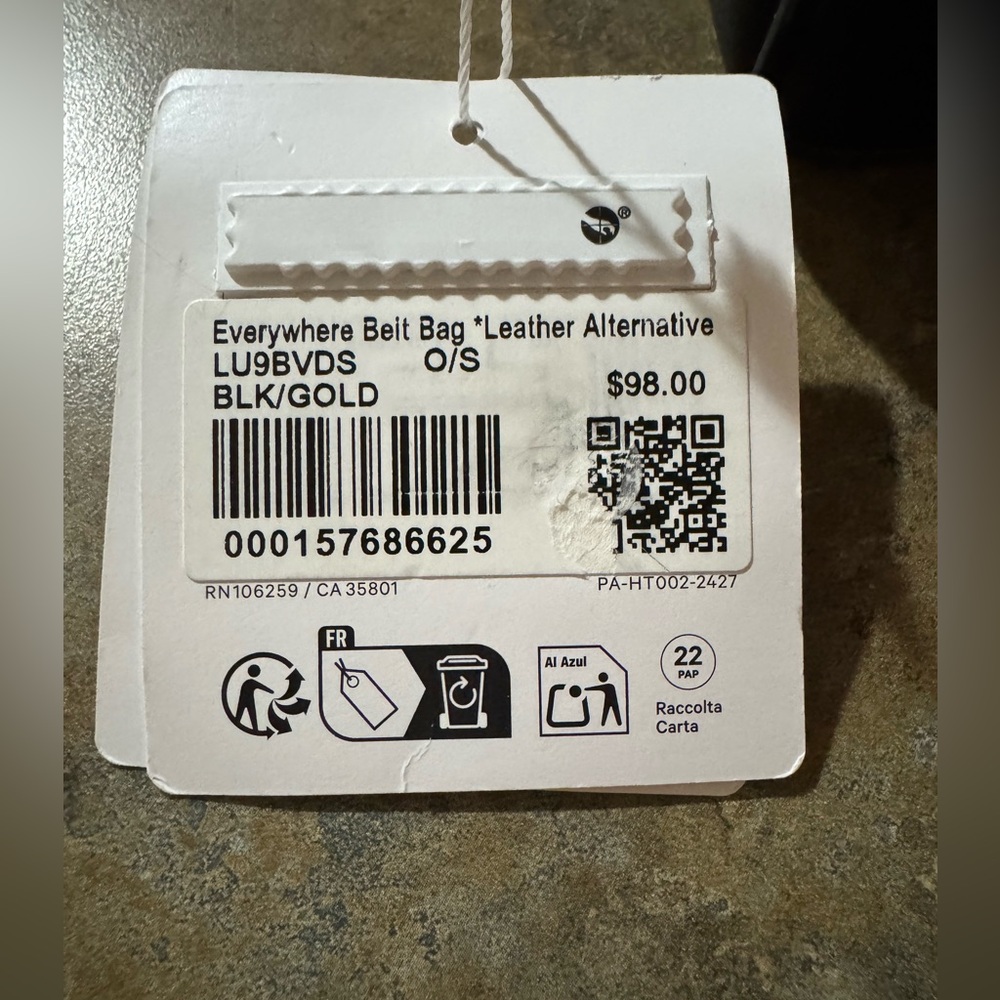 ®
Everywhere Belt Bag *Leather Alternative
LU9BVDS O/S
BLK/GOLD
$98.00
000157686625
RN106259 / CA 35801
PA-HT002-2427
FR
Al Azul
22
PAP
Raccolta
Carta